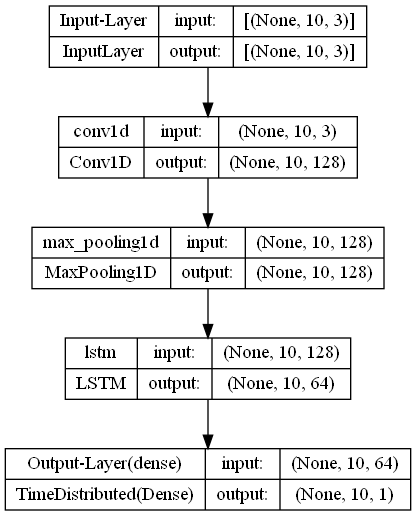 Input-Layer input: [(None, 10, 3)]
InputLayer output: [(None, 10, 3)]
conv1d input: (None, 10, 3)
Conv1D output: (None, 10, 128)
max_pooling1d input: (None, 10, 128)
MaxPooling1D output: (None, 10, 128)
lstm input: (None, 10, 128)
LSTM output: (None, 10, 64)
Output-Layer(dense) input: (None, 10, 64)
TimeDistributed(Dense) output: (None, 10, 1)